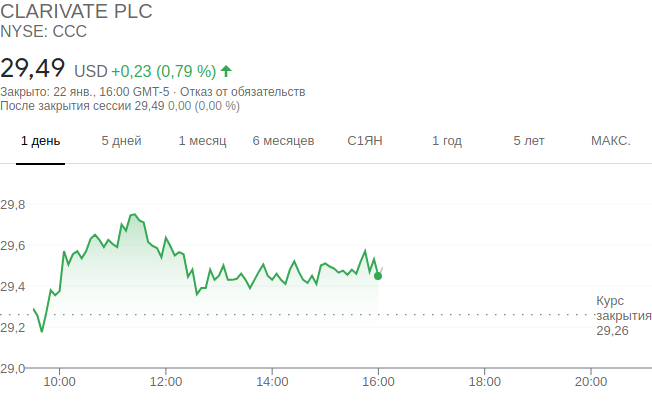 CLARIVATE PLC
NYSE: CCC
29,49 USD +0,23 (0,79 %)
Закрыто: 22 янв., 16:00 GMT-5 · Отказ от обязательств
После закрытия сессии 29,49 0,00 (0,00 %)
1 день 5 дней 1 месяц 6 месяцев С1ЯН 1 год 5 лет МАКС.
29,8
29,6
29,4
Курс
закрытия
29,26
29,2
29,0
10:00 12:00 14:00 16:00 18:00 20:00